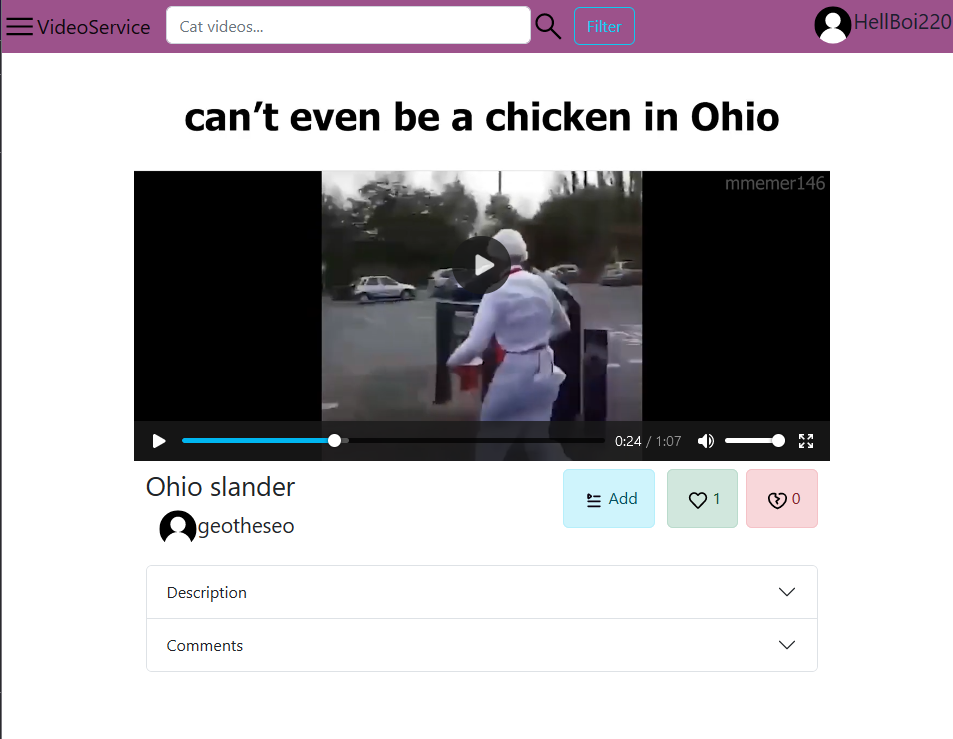 VideoService
Cat videos...
Filter
HellBoi220
can’t even be a chicken in Ohio
mmemer146
0:24 / 1:07
Ohio slander
Add
1
0
geotheseo
Description
Comments